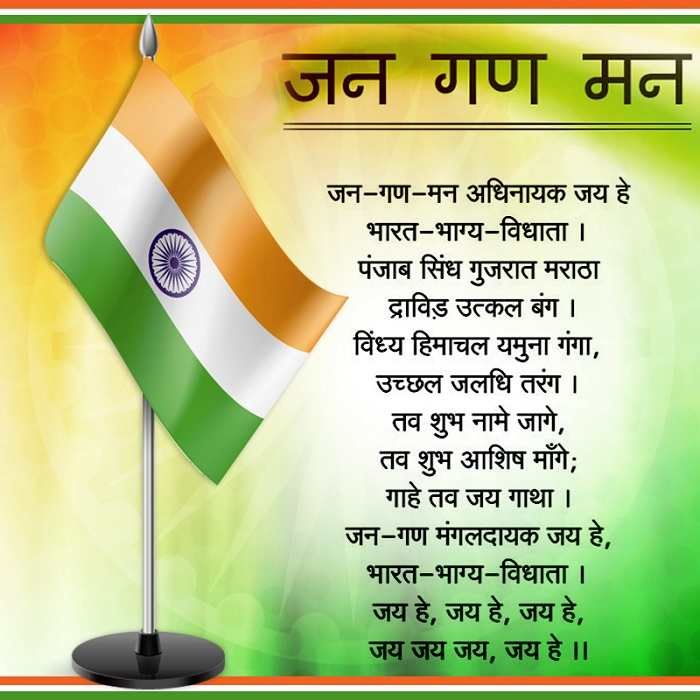 जन गण मन
जन-गण-मन अधिनायक जय हे
भारत-भाग्य-विधाता ।
पंजाब सिंध गुजरात मराठा
द्राविड़ उत्कल बंग ।
विंध्य हिमाचल यमुना गंगा,
उच्छल जलधि तरंग ।
तव शुभ नामे जागे,
तव शुभ आशिष माँगे;
गाहे तव जय गाथा ।
जन-गण मंगलदायक जय हे,
भारत-भाग्य-विधाता ।
जय हे, जय हे, जय हे,
जय जय जय, जय हे ।।